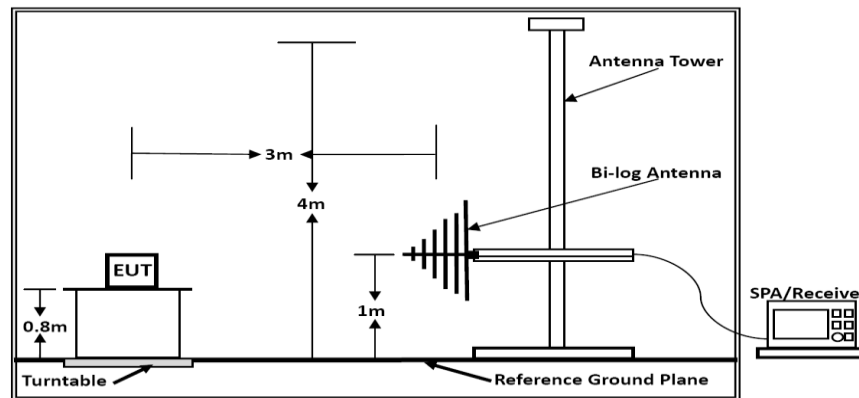 Antenna Tower
3m
Bi-log Antenna
4m
EUT
1m
0.8m
SPA/Receive
Turntable
Reference Ground Plane